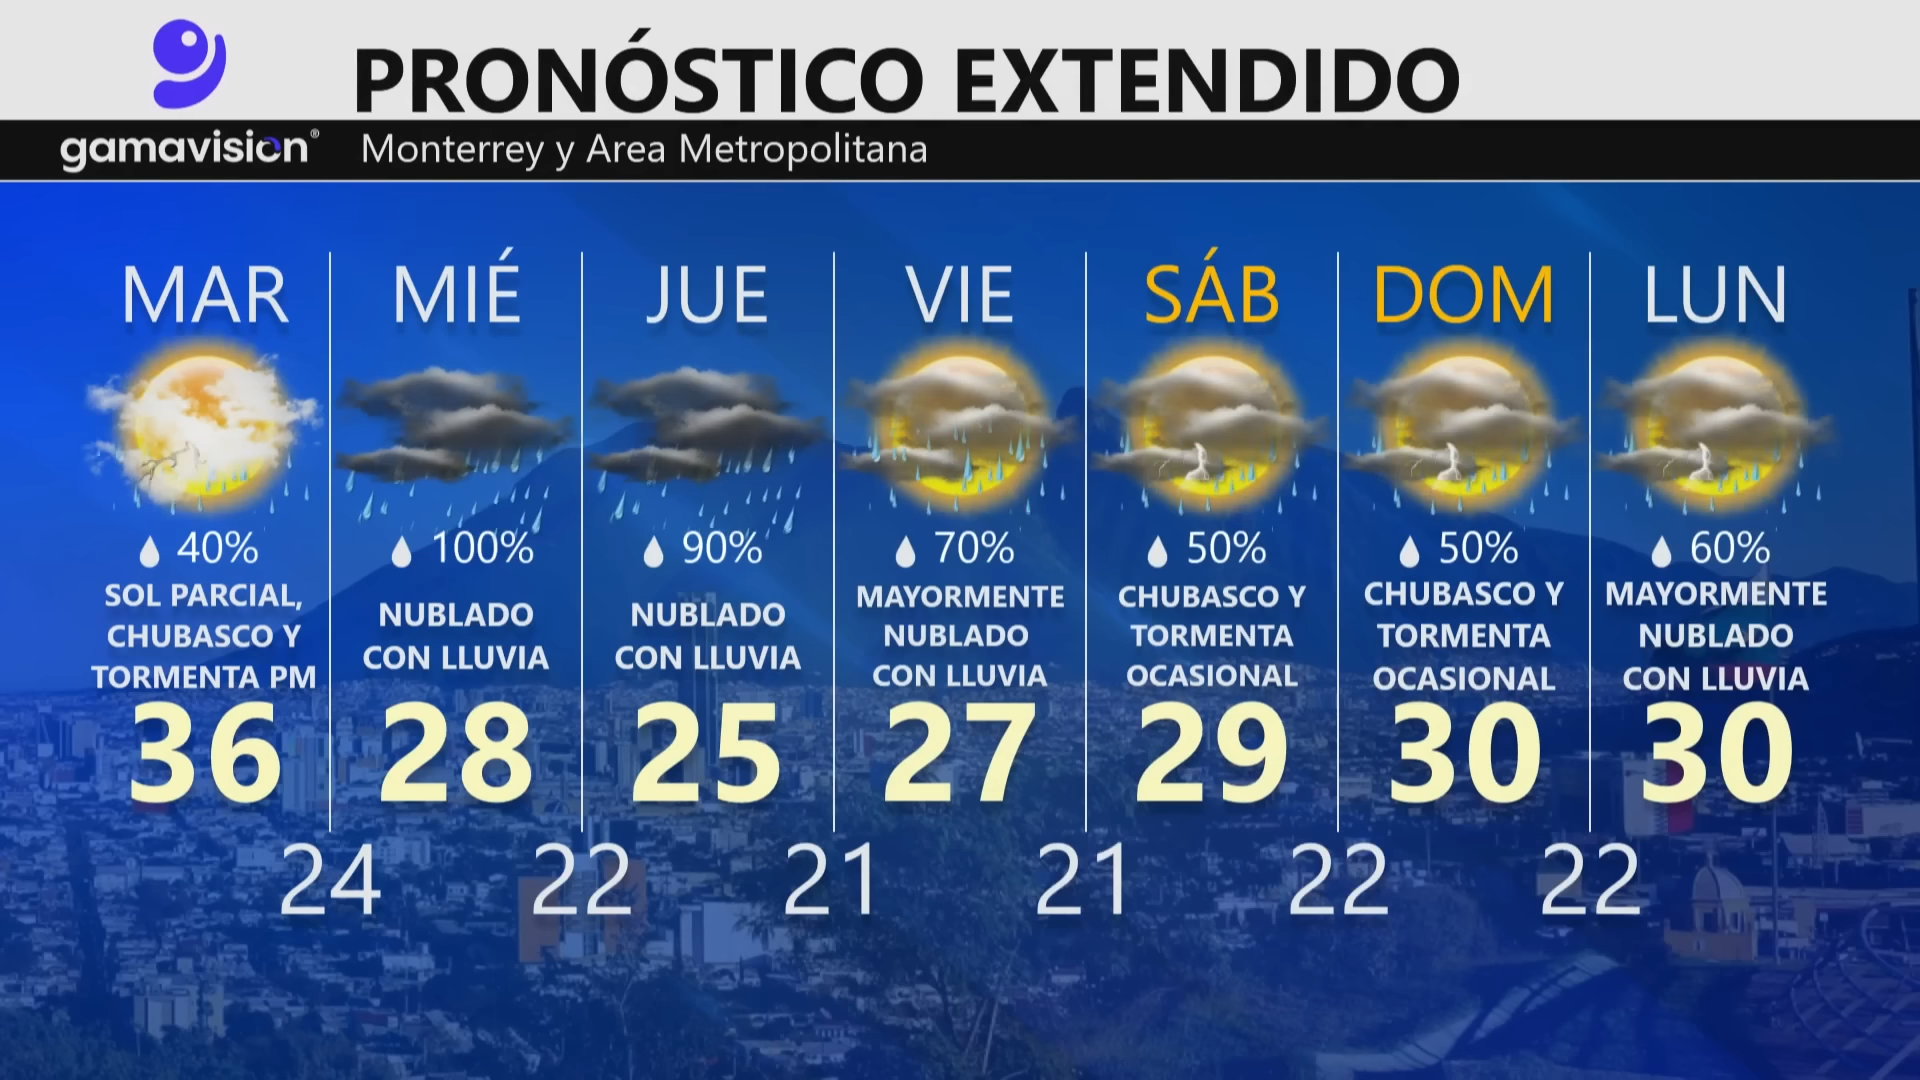 PRONÓSTICO EXTENDIDO
gamavision®
Monterrey y Area Metropolitana
MAR
40%
SOL PARCIAL,
CHUBASCO Y
TORMENTA PM
36
MIÉ
100%
NUBLADO
CON LLUVIA
28
JUE
90%
NUBLADO
CON LLUVIA
25
VIE
70%
MAYORMENTE
NUBLADO
CON LLUVIA
27
SÁB
50%
CHUBASCO Y
TORMENTA
OCASIONAL
29
DOM
50%
CHUBASCO Y
TORMENTA
OCASIONAL
30
LUN
60%
MAYORMENTE
NUBLADO
CON LLUVIA
30
24
22
21
21
22
22